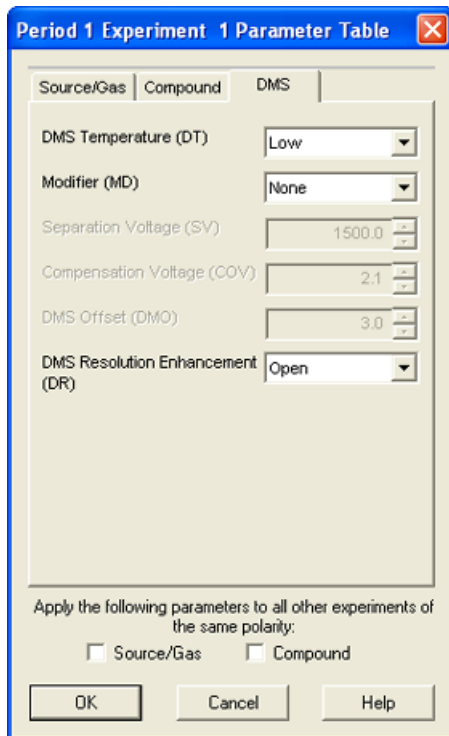 Period 1 Experiment 1 Parameter Table
Source/Gas Compound DMS
DMS Temperature (DT) Low
Modifier (MD) None
Separation Voltage (SV) 1500.0
Compensation Voltage (COV) 2.1
DMS Offset (DMO) 3.0
DMS Resolution Enhancement Open
(DR)
Apply the following parameters to all other experiments of
the same polarity:
Source/Gas Compound
OK Cancel Help